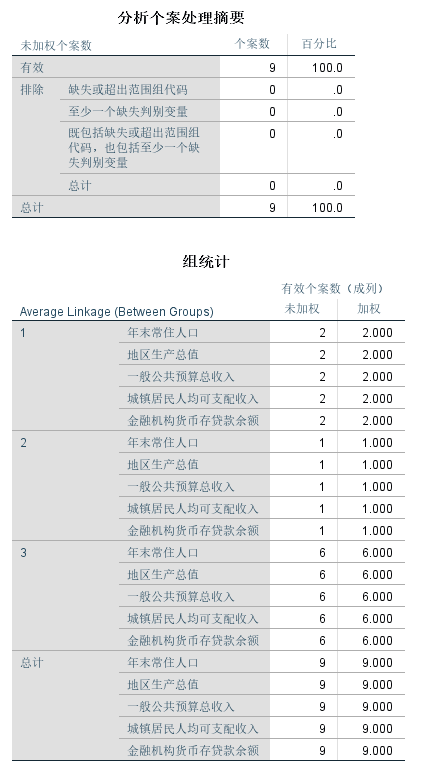 分析个案处理摘要
未加权个案数 个案数 百分比
有效 9 100.0
排除 缺失或超出范围组代码 0 .0
至少一个缺失判别变量 0 .0
既包括缺失或超出范围组 0 .0
代码，也包括至少一个缺
失判别变量
总计 0 .0
总计 9 100.0
组统计
有效个案数（成列）
Average Linkage (Between Groups) 未加权 加权
1 年末常住人口 2 2.000
地区生产总值 2 2.000
一般公共预算总收入 2 2.000
城镇居民人均可支配收入 2 2.000
金融机构货币存贷款余额 2 2.000
2 年末常住人口 1 1.000
地区生产总值 1 1.000
一般公共预算总收入 1 1.000
城镇居民人均可支配收入 1 1.000
金融机构货币存贷款余额 1 1.000
3 年末常住人口 6 6.000
地区生产总值 6 6.000
一般公共预算总收入 6 6.000
城镇居民人均可支配收入 6 6.000
金融机构货币存贷款余额 6 6.000
总计 年末常住人口 9 9.000
地区生产总值 9 9.000
一般公共预算总收入 9 9.000
城镇居民人均可支配收入 9 9.000
金融机构货币存贷款余额 9 9.000